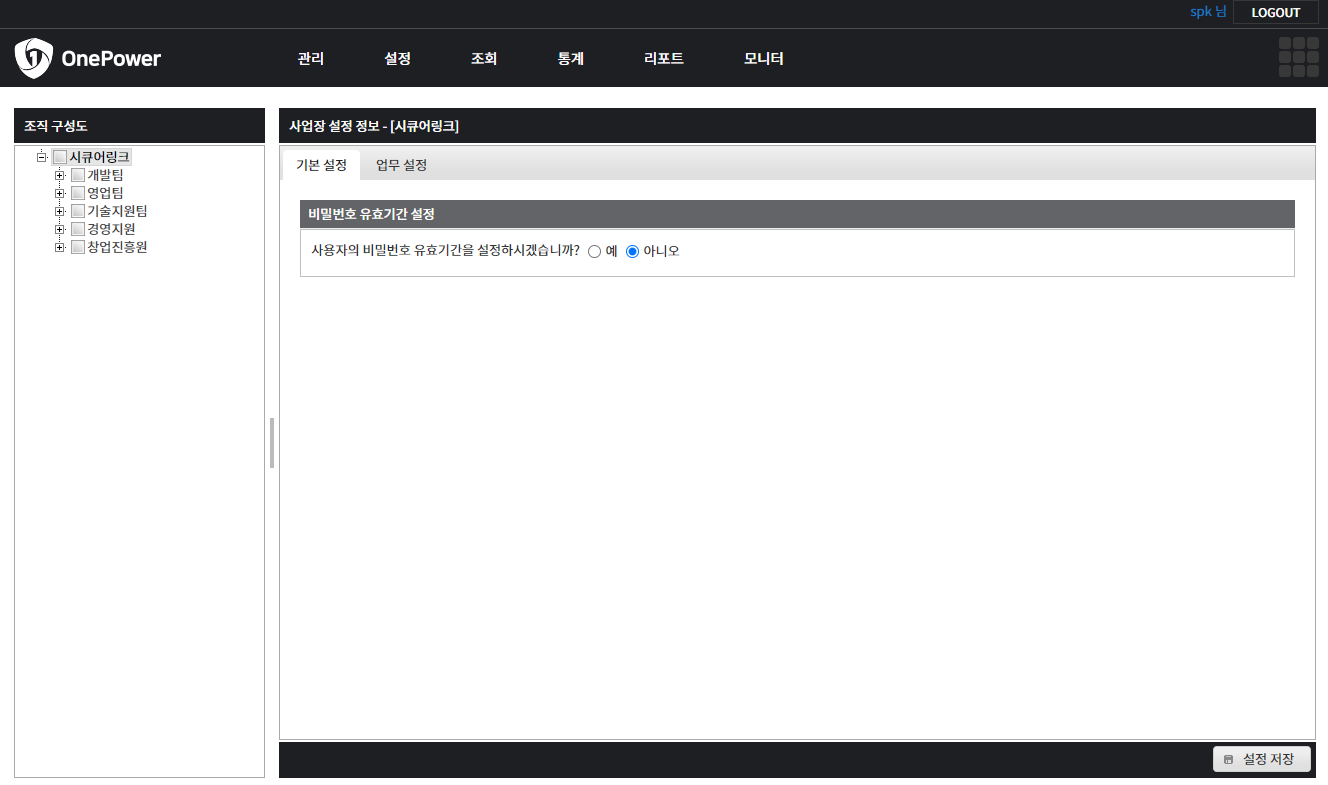 spk 님 LOGOUT
OnePower 관리 설정 조회 통계 리포트 모니터
조직 구성도
시큐어링크
개발팀
영업팀
기술지원팀
경영지원
창업진흥원
사업장 설정 정보 - [시큐어링크]
기본 설정 업무 설정
비밀번호 유효기간 설정
사용자의 비밀번호 유효기간을 설정하시겠습니까? 예 아니오
설정 저장